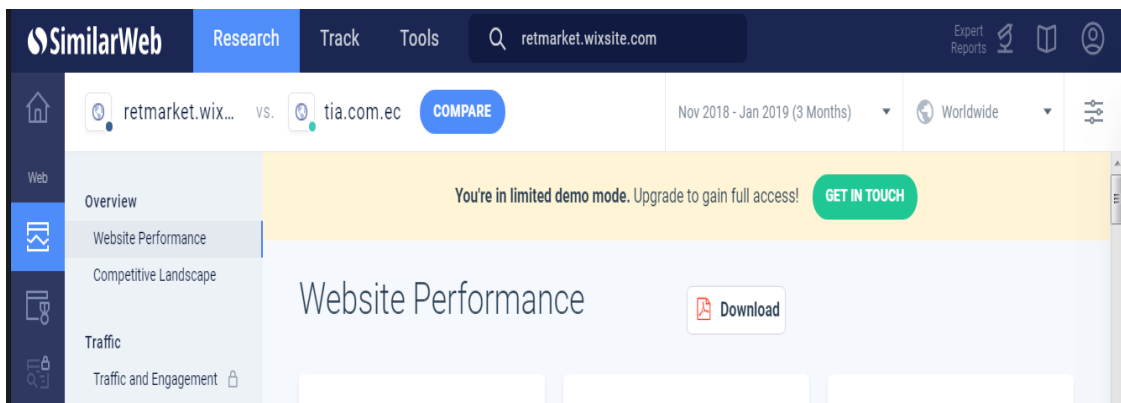 SimilarWeb
Research
Track
Tools
retmarket.wixsite.com
Expert
Reports
retmarket.wix...
vs.
tia.com.ec
COMPARE
Nov 2018 - Jan 2019 (3 Months)
Worldwide
Web
You're in limited demo mode. Upgrade to gain full access!
GET IN TOUCH
Overview
Website Performance
Competitive Landscape
Website Performance
Download
Traffic
Traffic and Engagement